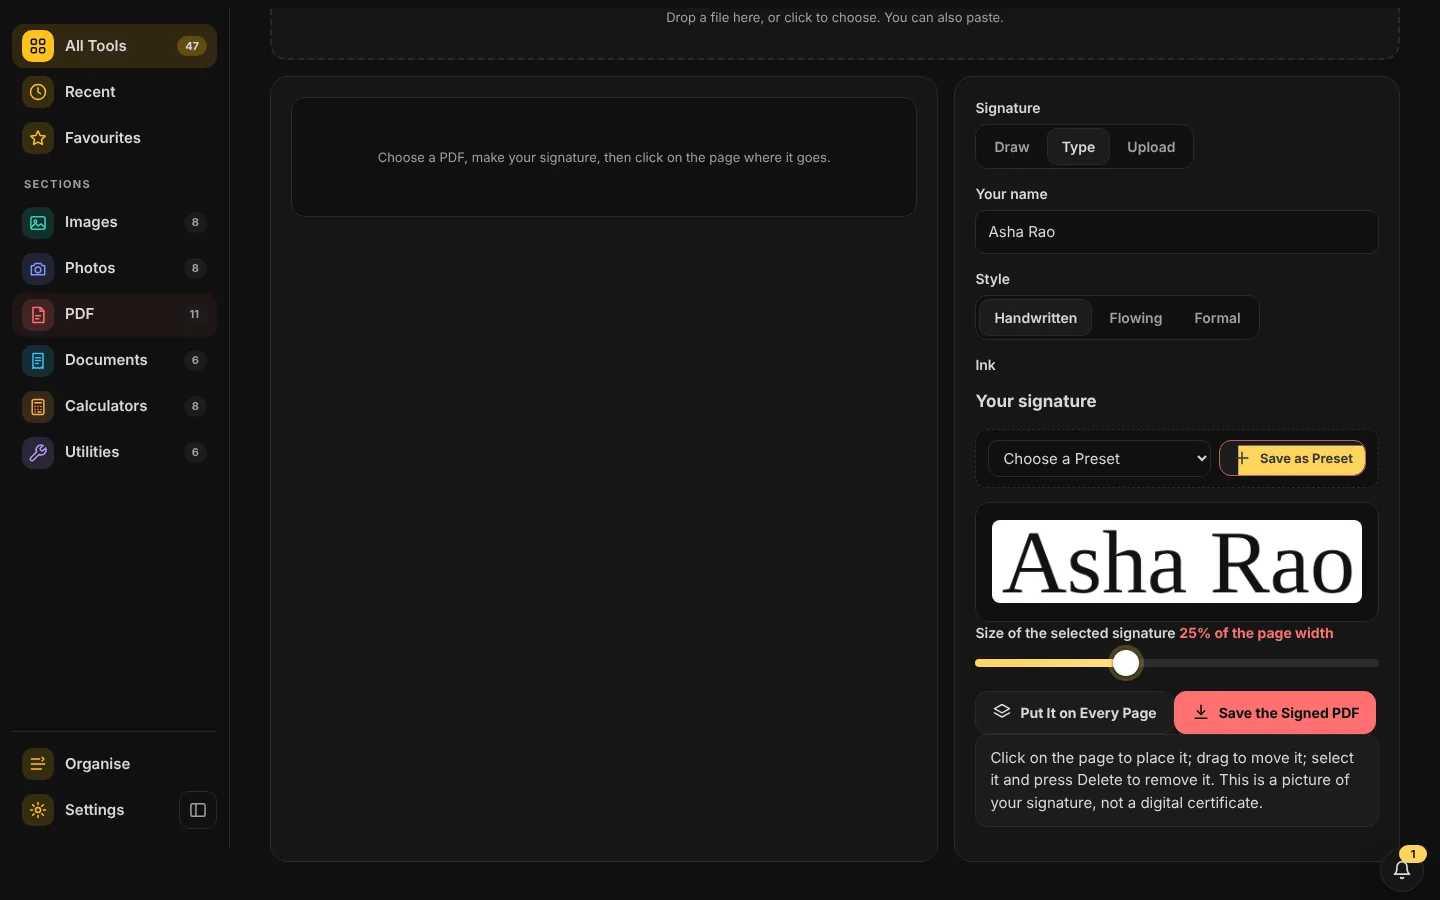 All Tools
47
Recent
Favourites
SECTIONS
Images
8
Photos
8
PDF
11
Documents
6
Calculators
8
Utilities
6
Organise
Settings
Drop a file here, or click to choose. You can also paste.
Choose a PDF, make your signature, then click on the page where it goes.
Signature
Draw
Type
Upload
Your name
Asha Rao
Style
Handwritten
Flowing
Formal
Ink
Your signature
Choose a Preset
Save as Preset
Asha Rao
Size of the selected signature 25% of the page width
Put It on Every Page
Save the Signed PDF
Click on the page to place it; drag to move it; select
it and press Delete to remove it. This is a picture of
your signature, not a digital certificate.
1